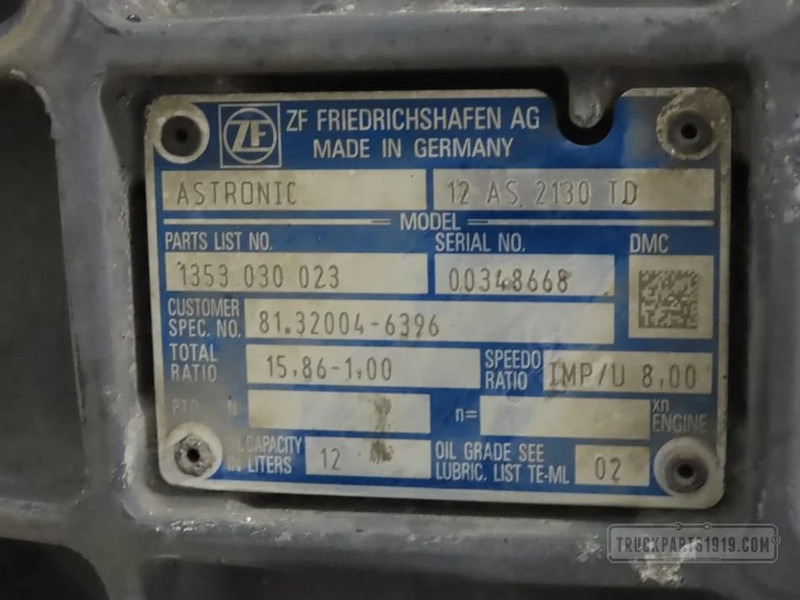 ZF ZF FRIEDRICHSHAFEN AG
MADE IN GERMANY
ASTRONIC 12 AS 2130 TD
MODEL
PARTS LIST NO. SERIAL NO. DMC
1353 030 023 00348668
CUSTOMER
SPEC. NO. 81.32004-6396
TOTAL
RATIO 15,86-1,00 SPEEDO
RATIO IMP/U 8,00
n= xn
ENGINE
CAPACITY
IN LITERS 12 OIL GRADE SEE
LUBRIC. LIST TE-ML 02
TRUCKPARTS1919.COM